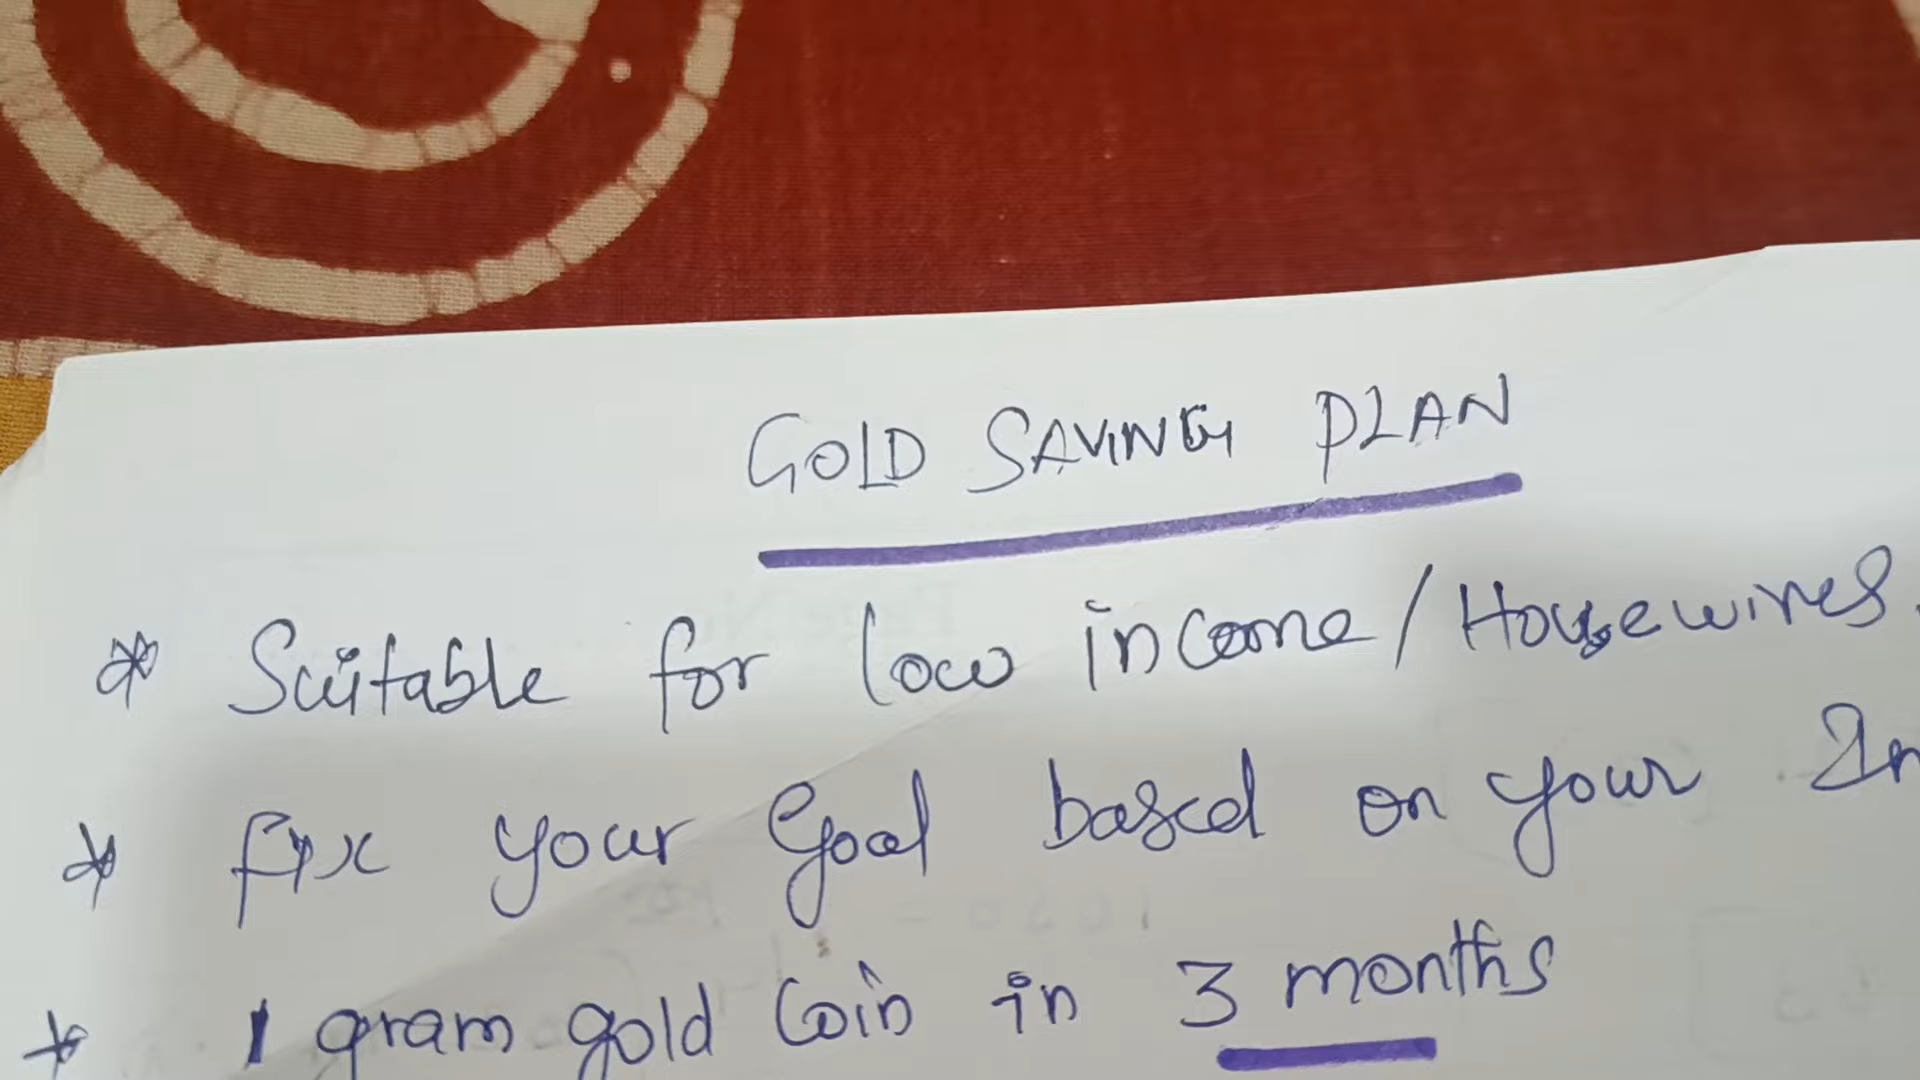 GOLD SAVING PLAN
* Suitable for low income/Housewives.
* fix your Goal based on your In
* 1 gram gold Coin in 3 months